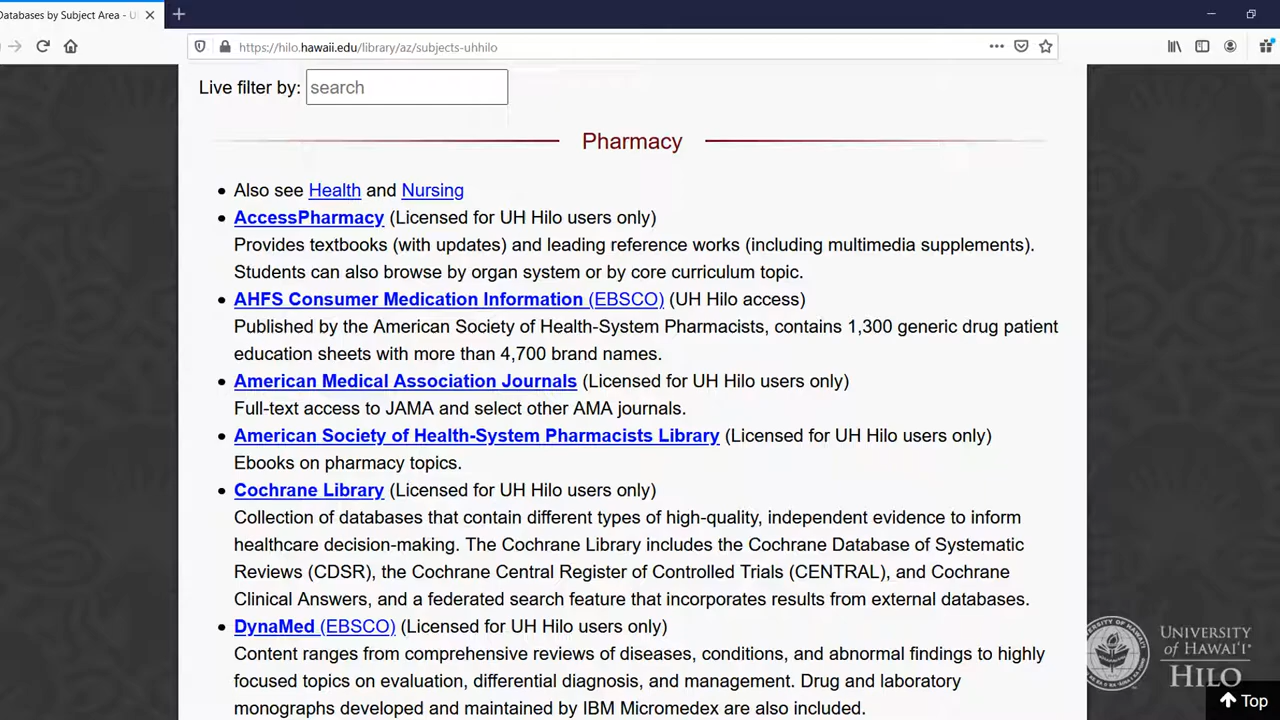 Databases by Subject Area - U
https://hilo.hawaii.edu/library/az/subjects-uhhilo
Live filter by: search
Pharmacy
Also see Health and Nursing
AccessPharmacy (Licensed for UH Hilo users only)
Provides textbooks (with updates) and leading reference works (including multimedia supplements).
Students can also browse by organ system or by core curriculum topic.
AHFS Consumer Medication Information (EBSCO) (UH Hilo access)
Published by the American Society of Health-System Pharmacists, contains 1,300 generic drug patient
education sheets with more than 4,700 brand names.
American Medical Association Journals (Licensed for UH Hilo users only)
Full-text access to JAMA and select other AMA journals.
American Society of Health-System Pharmacists Library (Licensed for UH Hilo users only)
Ebooks on pharmacy topics.
Cochrane Library (Licensed for UH Hilo users only)
Collection of databases that contain different types of high-quality, independent evidence to inform
healthcare decision-making. The Cochrane Library includes the Cochrane Database of Systematic
Reviews (CDSR), the Cochrane Central Register of Controlled Trials (CENTRAL), and Cochrane
Clinical Answers, and a federated search feature that incorporates results from external databases.
DynaMed (EBSCO) (Licensed for UH Hilo users only)
Content ranges from comprehensive reviews of diseases, conditions, and abnormal findings to highly
focused topics on evaluation, differential diagnosis, and management. Drug and laboratory
monographs developed and maintained by IBM Micromedex are also included.
UNIVERSITY
of HAWAIʻI®
HILO
Top